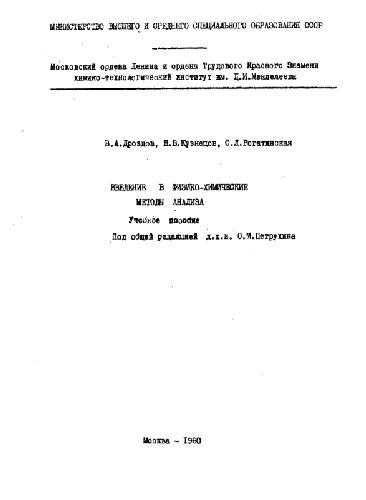 МИНИСТЕРСТВО ВЫСШЕГО И СРЕДНЕГО СПЕЦИАЛЬНОГО ОБРАЗОВАНИЯ СССР
Московский ордена Ленина и ордена Трудового Красного Знамени
химико-технологический институт им. Д.И.Менделеева
В.А.Дроздов, В.В.Кузнецов, С.Л.Рогатинская
ВВЕДЕНИЕ В ФИЗИКО-ХИМИЧЕСКИЕ
МЕТОДЫ АНАЛИЗА
Учебное пособие
Под общей редакцией д.х.н. О.М.Петрухина
Москва - 1980